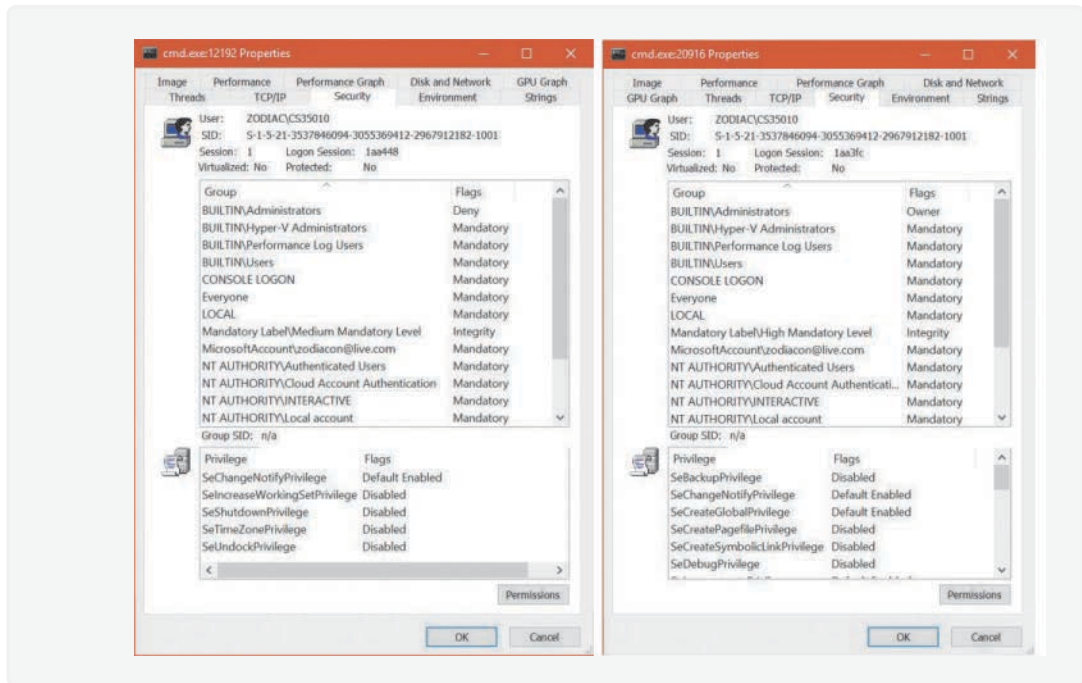 cmd.exe:12192 Properties
Image Performance Performance Graph Disk and Network GPU Graph
Threads TCP/IP Security Environment Strings
User: ZODIAC\CS35010
SID: S-1-5-21-3537846094-3055369412-2967912182-1001
Session: 1 Logon Session: 1aa448
Virtualized: No Protected: No
Group Flags
BUILTIN\Administrators Deny
BUILTIN\Hyper-V Administrators Mandatory
BUILTIN\Performance Log Users Mandatory
BUILTIN\Users Mandatory
CONSOLE LOGON Mandatory
Everyone Mandatory
LOCAL Mandatory
Mandatory Label\Medium Mandatory Level Integrity
MicrosoftAccount\zodiacon@live.com Mandatory
NT AUTHORITY\Authenticated Users Mandatory
NT AUTHORITY\Cloud Account Authentication Mandatory
NT AUTHORITY\INTERACTIVE Mandatory
NT AUTHORITY\Local account Mandatory
Group SID: n/a
Privilege Flags
SeChangeNotifyPrivilege Default Enabled
SeIncreaseWorkingSetPrivilege Disabled
SeShutdownPrivilege Disabled
SeTimeZonePrivilege Disabled
SeUndockPrivilege Disabled
Permissions
OK Cancel
cmd.exe:20916 Properties
Image Performance Performance Graph Disk and Network
GPU Graph Threads TCP/IP Security Environment Strings
User: ZODIAC\CS35010
SID: S-1-5-21-3537846094-3055369412-2967912182-1001
Session: 1 Logon Session: 1aa3fc
Virtualized: No Protected: No
Group Flags
BUILTIN\Administrators Owner
BUILTIN\Hyper-V Administrators Mandatory
BUILTIN\Performance Log Users Mandatory
BUILTIN\Users Mandatory
CONSOLE LOGON Mandatory
Everyone Mandatory
LOCAL Mandatory
Mandatory Label\High Mandatory Level Integrity
MicrosoftAccount\zodiacon@live.com Mandatory
NT AUTHORITY\Authenticated Users Mandatory
NT AUTHORITY\Cloud Account Authenticati... Mandatory
NT AUTHORITY\INTERACTIVE Mandatory
NT AUTHORITY\Local account Mandatory
Group SID: n/a
Privilege Flags
SeBackupPrivilege Disabled
SeChangeNotifyPrivilege Default Enabled
SeCreateGlobalPrivilege Default Enabled
SeCreatePagefilePrivilege Disabled
SeCreateSymbolicLinkPrivilege Disabled
SeDebugPrivilege Disabled
Permissions
OK Cancel